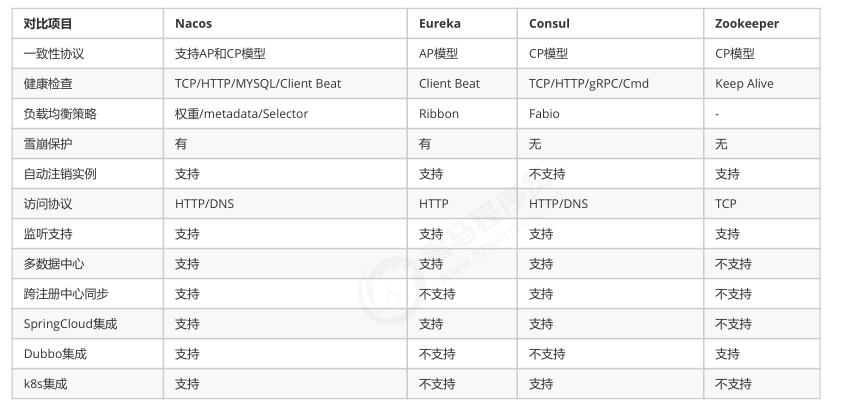 对比项目 Nacos Eureka Consul Zookeeper
一致性协议 支持AP和CP模型 AP模型 CP模型 CP模型
健康检查 TCP/HTTP/MYSQL/Client Beat Client Beat TCP/HTTP/gRPC/Cmd Keep Alive
负载均衡策略 权重/metadata/Selector Ribbon Fabio -
雪崩保护 有 有 无 无
自动注销实例 支持 支持 不支持 支持
访问协议 HTTP/DNS HTTP HTTP/DNS TCP
监听支持 支持 支持 支持 支持
多数据中心 支持 支持 支持 不支持
跨注册中心同步 支持 不支持 支持 不支持
SpringCloud集成 支持 支持 支持 不支持
Dubbo集成 支持 不支持 不支持 支持
k8s集成 支持 不支持 支持 不支持